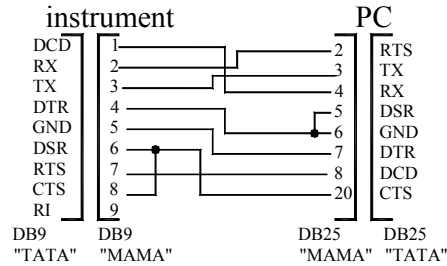 instrument PC
DCD 1 2 RTS
RX 2 3 TX
TX 3 4 RX
DTR 4 5 DSR
GND 5 6 GND
DSR 6 7 DTR
RTS 7 8 DCD
CTS 8 20 CTS
RI 9
DB9 DB9 DB25 DB25
"TATA" "MAMA" "MAMA" "TATA"